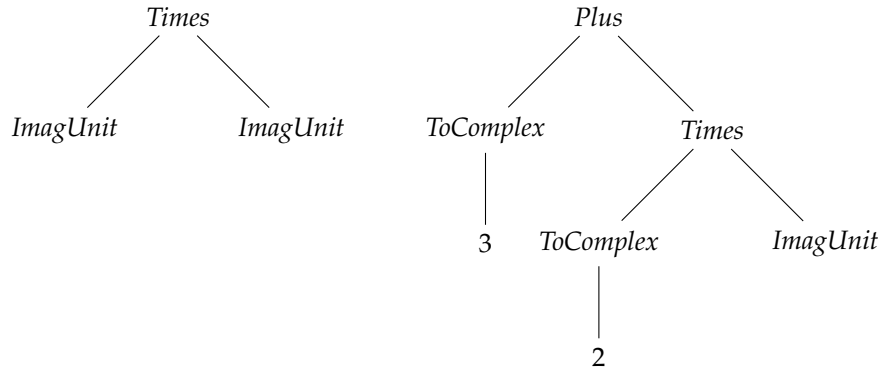 Times Plus
ImagUnit ImagUnit ToComplex Times
3 ToComplex ImagUnit
2